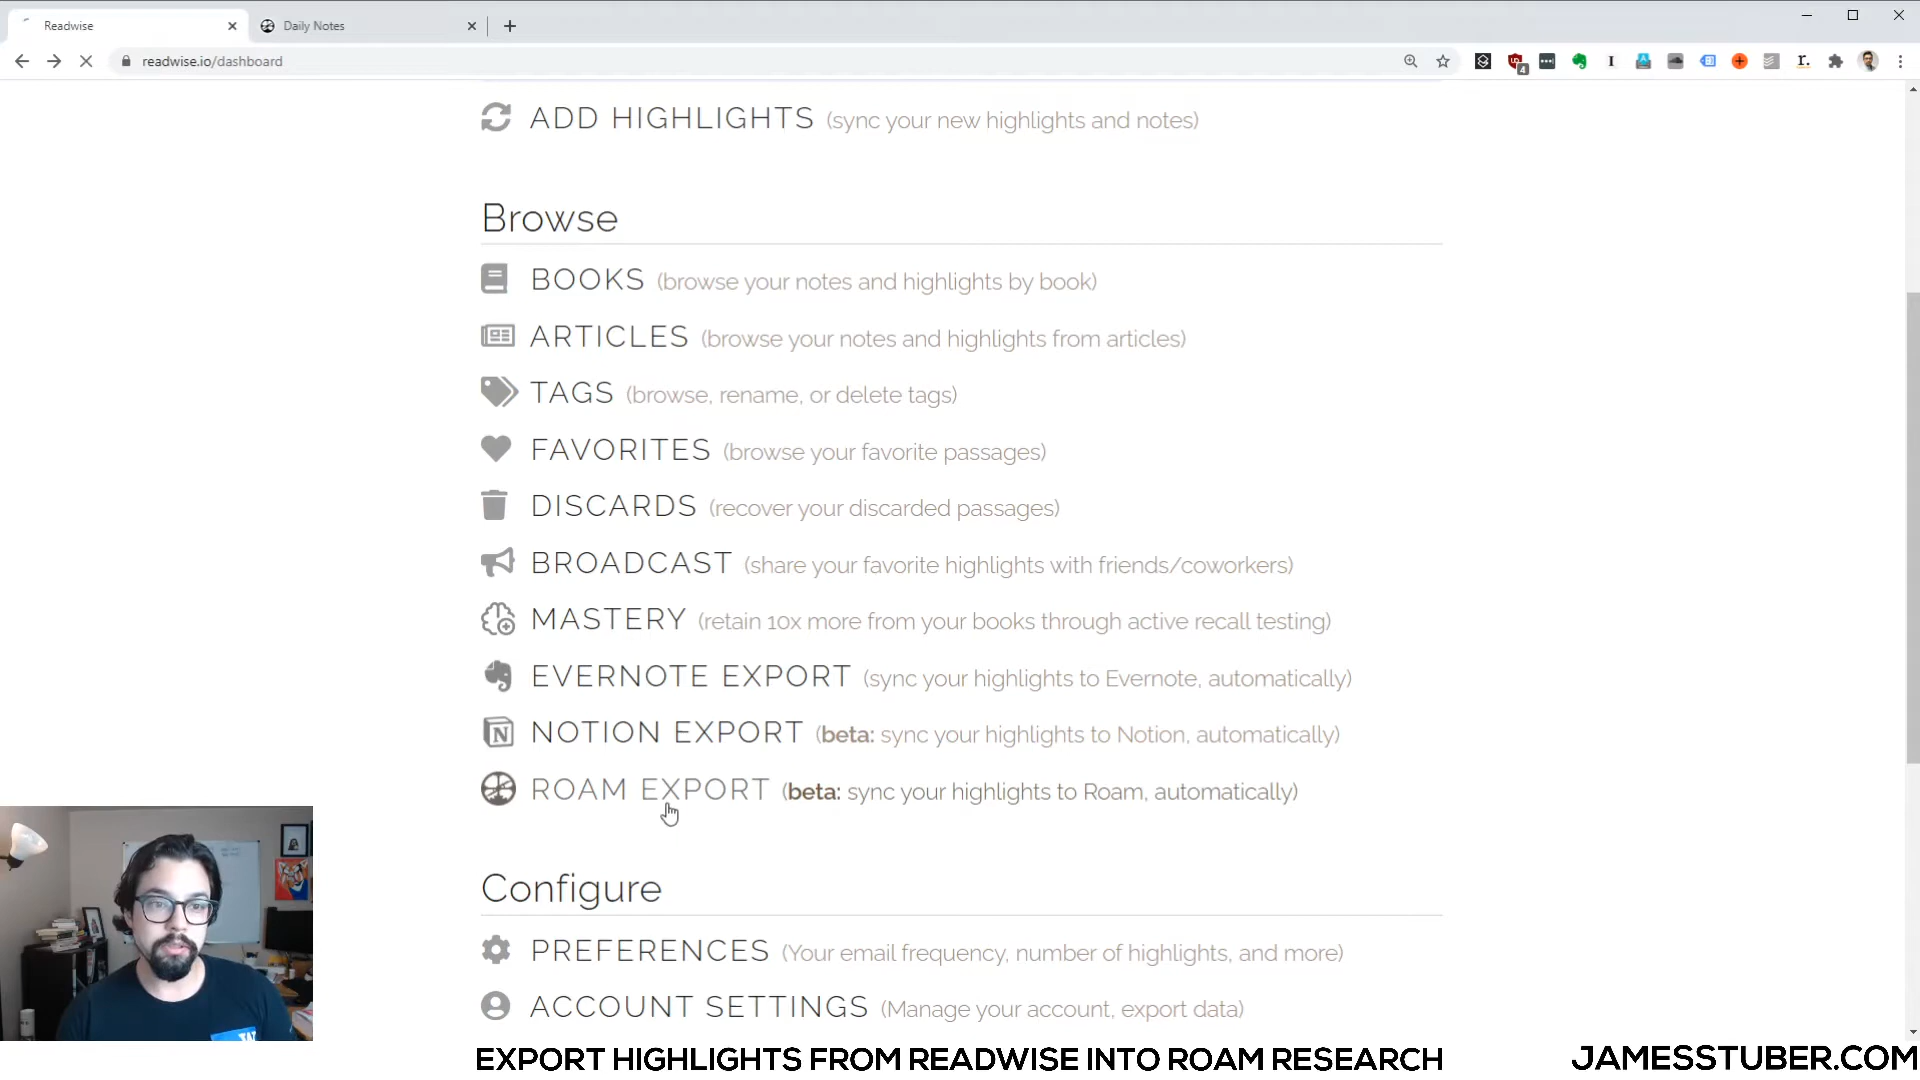 Readwise
Daily Notes
readwise.io/dashboard
4
r.
ADD HIGHLIGHTS (sync your new highlights and notes)
Browse
BOOKS (browse your notes and highlights by book)
ARTICLES (browse your notes and highlights from articles)
TAGS (browse, rename, or delete tags)
FAVORITES (browse your favorite passages)
DISCARDS (recover your discarded passages)
BROADCAST (share your favorite highlights with friends/coworkers)
MASTERY (retain 10x more from your books through active recall testing)
EVERNOTE EXPORT (sync your highlights to Evernote, automatically)
NOTION EXPORT (beta: sync your highlights to Notion, automatically)
ROAM EXPORT (beta: sync your highlights to Roam, automatically)
Configure
PREFERENCES (Your email frequency, number of highlights, and more)
ACCOUNT SETTINGS (Manage your account, export data)
EXPORT HIGHLIGHTS FROM READWISE INTO ROAM RESEARCH
JAMESSTUBER.COM